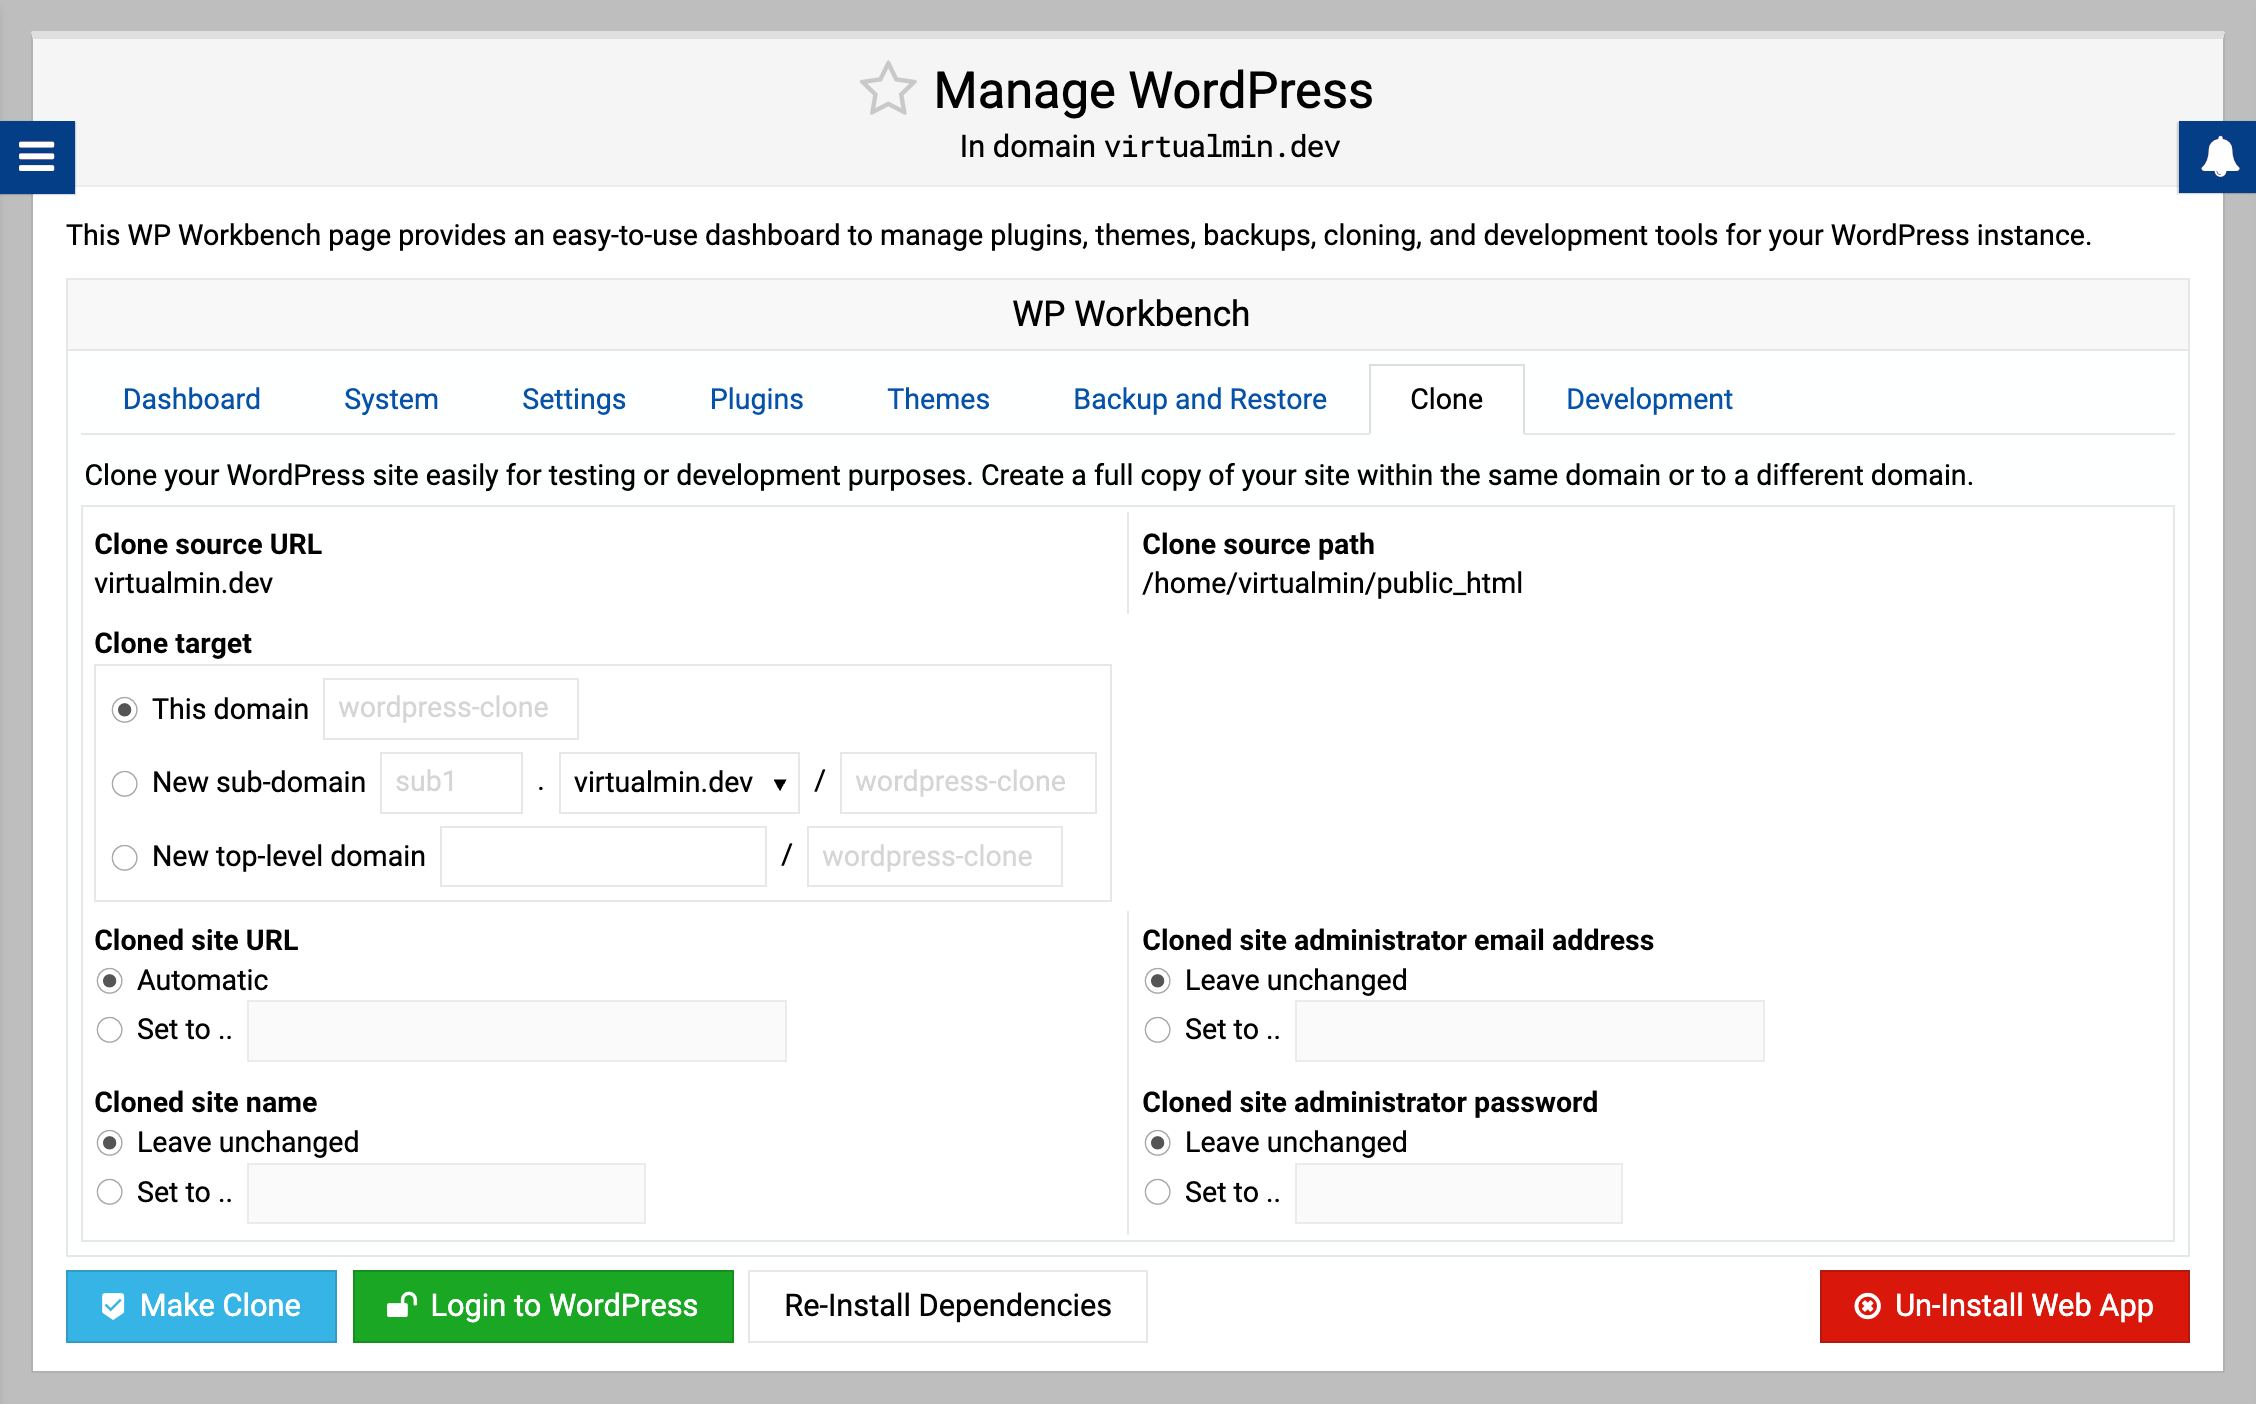 Manage WordPress
In domain virtualmin.dev
This WP Workbench page provides an easy-to-use dashboard to manage plugins, themes, backups, cloning, and development tools for your WordPress instance.
WP Workbench
Dashboard System Settings Plugins Themes Backup and Restore Clone Development
Clone your WordPress site easily for testing or development purposes. Create a full copy of your site within the same domain or to a different domain.
Clone source URL
virtualmin.dev
Clone source path
/home/virtualmin/public_html
Clone target
This domain wordpress-clone
New sub-domain sub1 . virtualmin.dev / wordpress-clone
New top-level domain / wordpress-clone
Cloned site URL
Automatic
Set to ..
Cloned site administrator email address
Leave unchanged
Set to ..
Cloned site name
Leave unchanged
Set to ..
Cloned site administrator password
Leave unchanged
Set to ..
Make Clone Login to WordPress Re-Install Dependencies Un-Install Web App